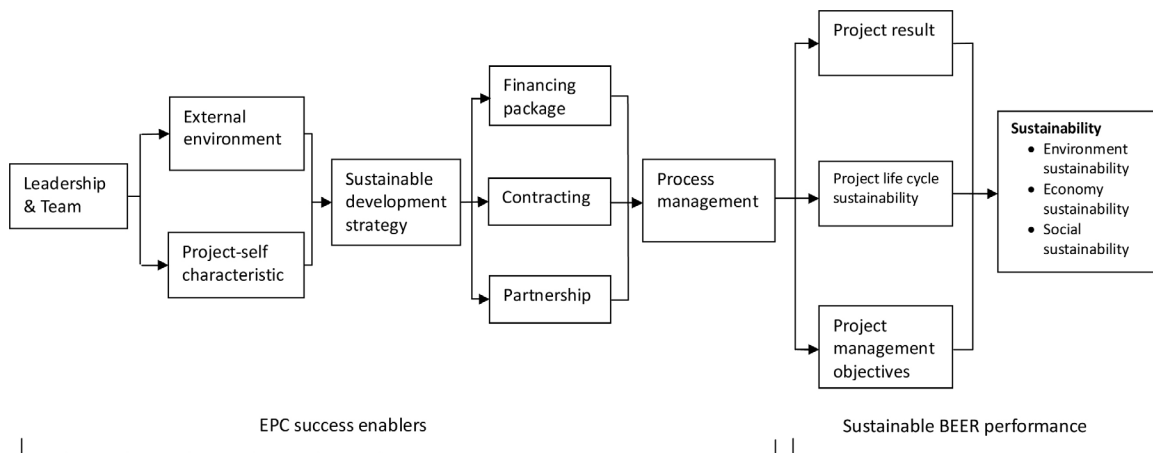 Leadership
& Team
External
environment
Project-self
characteristic
Sustainable
development
strategy
Financing
package
Contracting
Partnership
Process
management
Project result
Project life cycle
sustainability
Project
management
objectives
Sustainability
• Environment
sustainability
• Economy
sustainability
• Social
sustainability
EPC success enablers
Sustainable BEER performance